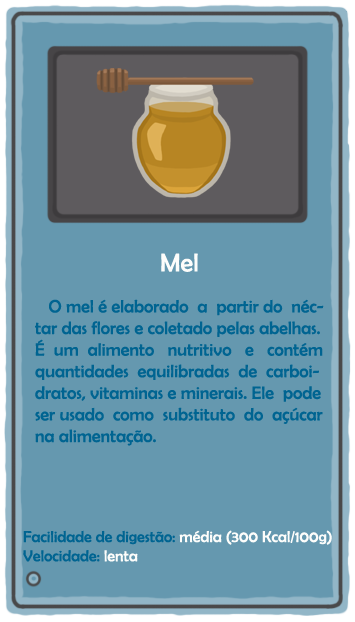 Mel
O mel é elaborado a partir do néc-
tar das flores e coletado pelas abelhas.
É um alimento nutritivo e contém
quantidades equilibradas de carboi-
dratos, vitaminas e minerais. Ele pode
ser usado como substituto do açúcar
na alimentação.
Facilidade de digestão: média (300 Kcal/100g)
Velocidade: lenta